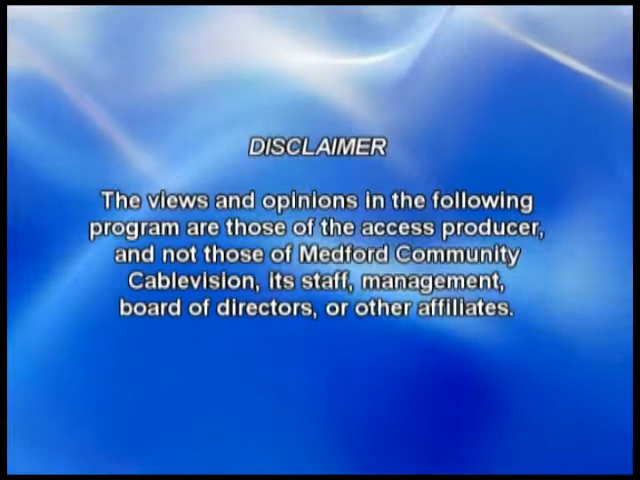 DISCLAIMER
The views and opinions in the following
program are those of the access producer,
and not those of Medford Community
Cablevision, its staff, management,
board of directors, or other affiliates.